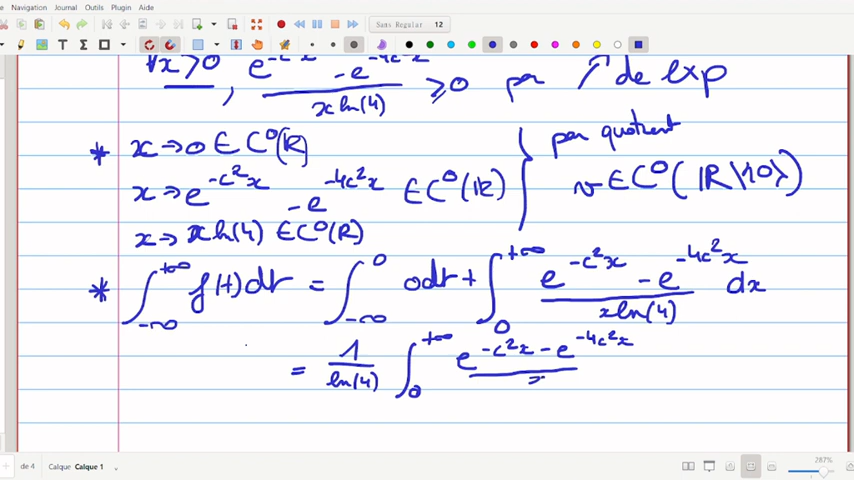 Navigation Journal Outils Plugin Aide
Sans Regular 12
T
∀x>0, (e^{-c²x} - e^{-4c²x})/(x ln(4)) ≥ 0 par ↗ de exp
* x → 0 ∈ C⁰(ℝ)
x → e^{-c²x} - e^{-4c²x} ∈ C⁰(ℝ)
x → x ln(4) ∈ C⁰(ℝ)
} par quotient
v ∈ C⁰(ℝ\{0})
* ∫_{-∞}^{+∞} f(t)dt = ∫_{-∞}^{0} 0dt + ∫_{0}^{+∞} (e^{-c²x} - e^{-4c²x})/(x ln(4)) dx
= 1/ln(4) ∫_{0}^{+∞} (e^{-c²x} - e^{-4c²x})/
de 4 Calque Calque 1 287%